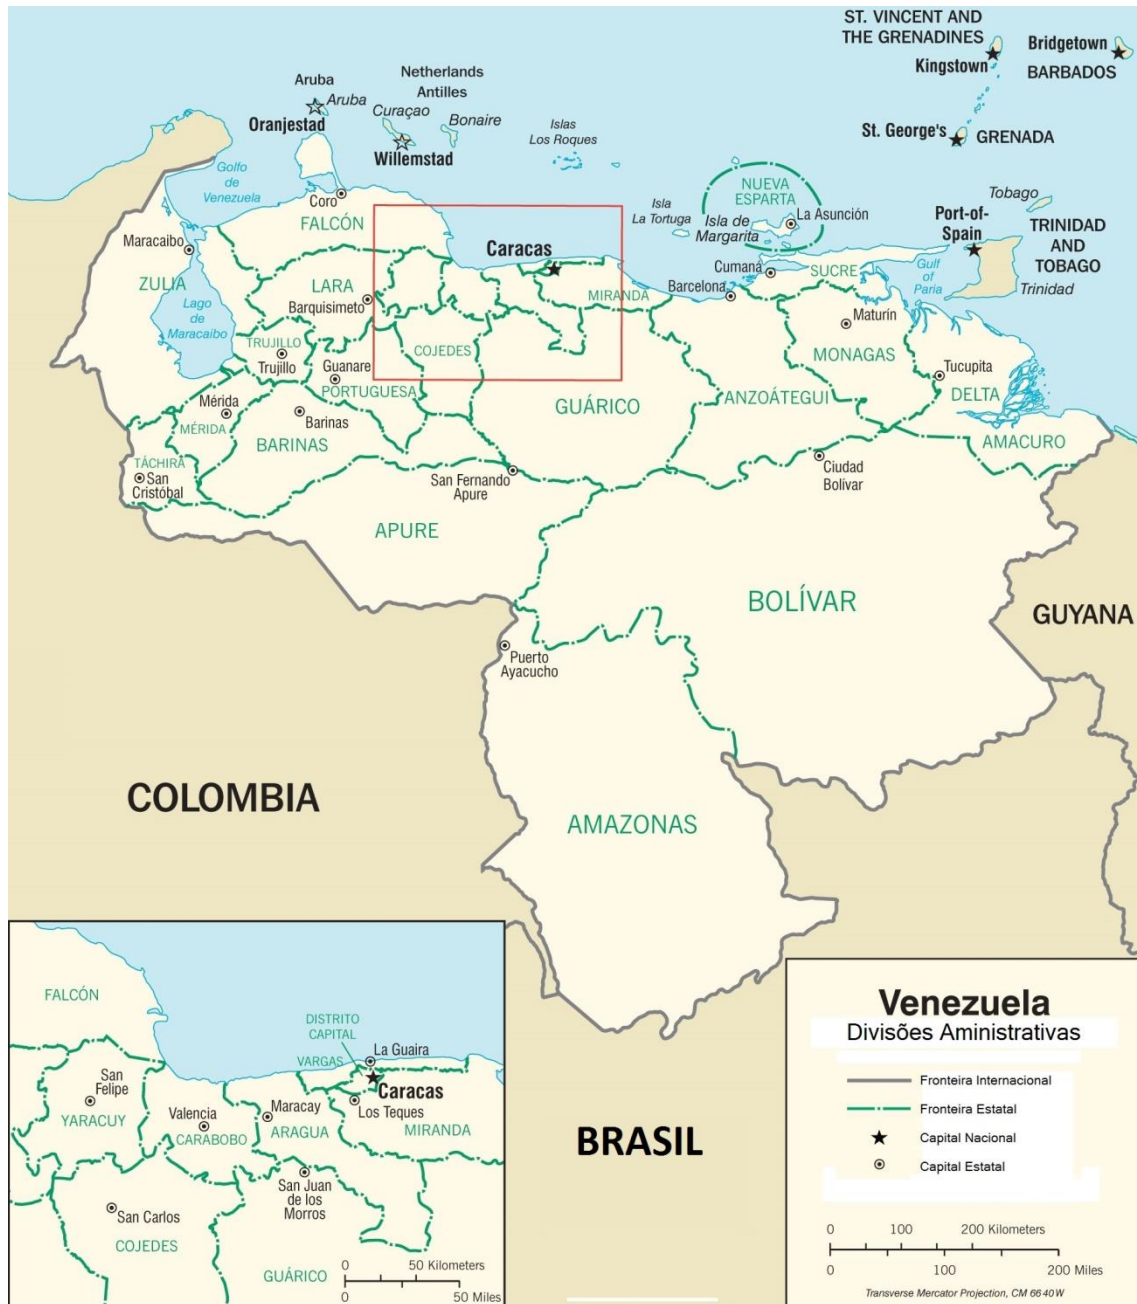 ST. VINCENT AND
THE GRENADINES
Kingstown
Bridgetown
BARBADOS
St. George's
GRENADA
Aruba
Aruba
Oranjestad
Netherlands
Antilles
Curaçao
Bonaire
Willemstad
Islas
Los Roques
Golfo
de
Venezuela
Coro
FALCÓN
Maracaibo
ZULIA
Lago
de
Maracaibo
LARA
Barquisimeto
TRUJILLO
Trujillo
Guanare
PORTUGUESA
COJEDES
Caracas
MIRANDA
Isla
La Tortuga
NUEVA
ESPARTA
Isla de
Margarita
La Asunción
Cumaná
Barcelona
SUCRE
Gulf
of
Paria
Port-of-
Spain
Tobago
TRINIDAD
AND
TOBAGO
Trinidad
Maturín
MONAGAS
Tucupita
DELTA
AMACURO
ANZOÁTEGUI
GUÁRICO
Mérida
MÉRIDA
Barinas
BARINAS
TÁCHIRA
San
Cristóbal
San Fernando
Apure
APURE
Ciudad
Bolívar
BOLÍVAR
GUYANA
Puerto
Ayacucho
COLOMBIA
AMAZONAS
BRASIL
FALCÓN
DISTRITO
CAPITAL
VARGAS
La Guaira
Caracas
San
Felipe
YARACUY
Valencia
CARABOBO
Maracay
ARAGUA
Los Teques
MIRANDA
San Juan
de los
Morros
San Carlos
COJEDES
GUÁRICO
0 50 Kilometers
0 50 Miles
Venezuela
Divisões Aministrativas
Fronteira Internacional
Fronteira Estatal
Capital Nacional
Capital Estatal
0 100 200 Kilometers
0 100 200 Miles
Transverse Mercator Projection, CM 66 40 W